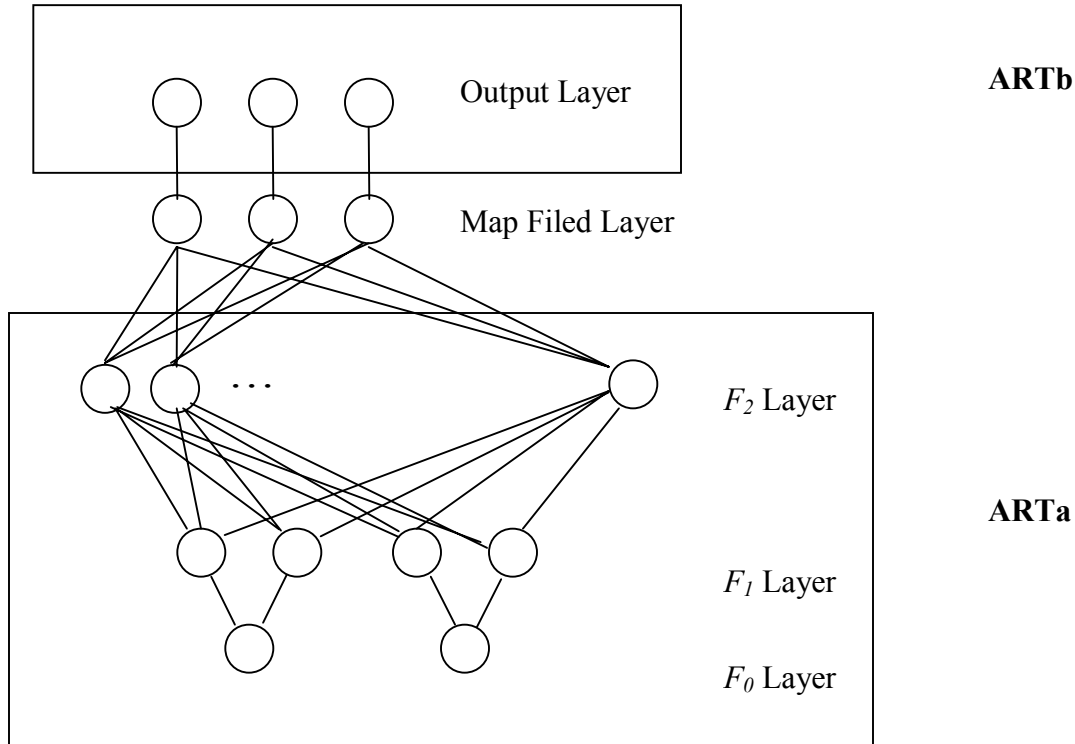 ARTb
Output Layer
Map Filed Layer
...
F2 Layer
ARTa
F1 Layer
F0 Layer